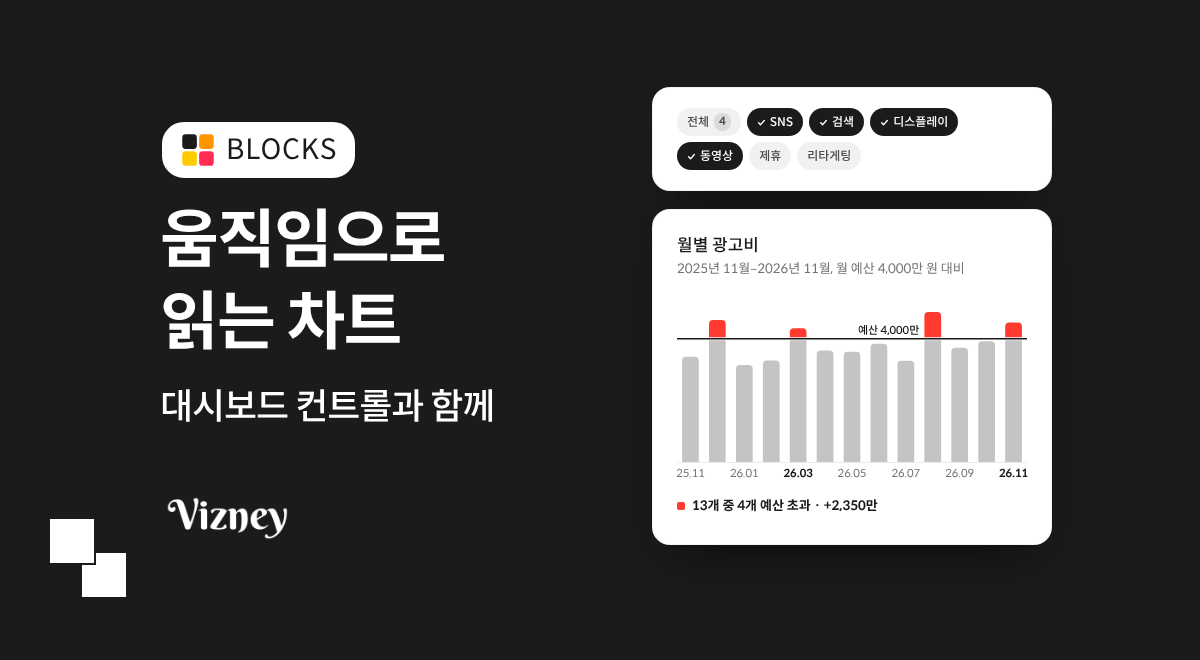 BLOCKS
움직임으로
읽는 차트
대시보드 컨트롤과 함께
Vizney
전체 4 SNS 검색 디스플레이
동영상 제휴 리타게팅
월별 광고비
2025년 11월–2026년 11월, 월 예산 4,000만 원 대비
예산 4,000만
25.11 26.01 26.03 26.05 26.07 26.09 26.11
13개 중 4개 예산 초과 · +2,350만